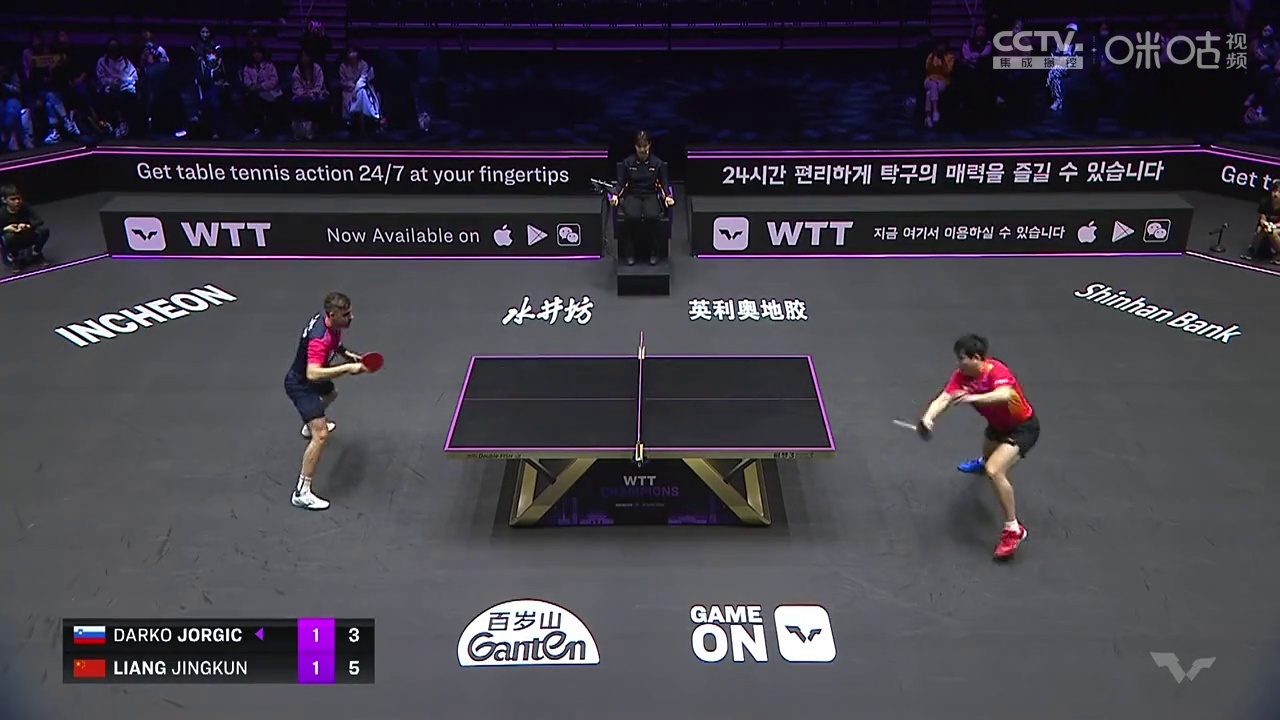 CCTV.
集成播控
咪咕视频
Get table tennis action 24/7 at your fingertips
24시간 편리하게 탁구의 매력을 즐길 수 있습니다
Get t
WTT
Now Available on
WTT
지금 여기서 이용하실 수 있습니다
INCHEON
水井坊
英利奥地胶
Shinhan Bank
WTT
CHAMPIONS
百岁山
Ganten
GAME
ON
DARKO JORGIC 1 3
LIANG JINGKUN 1 5